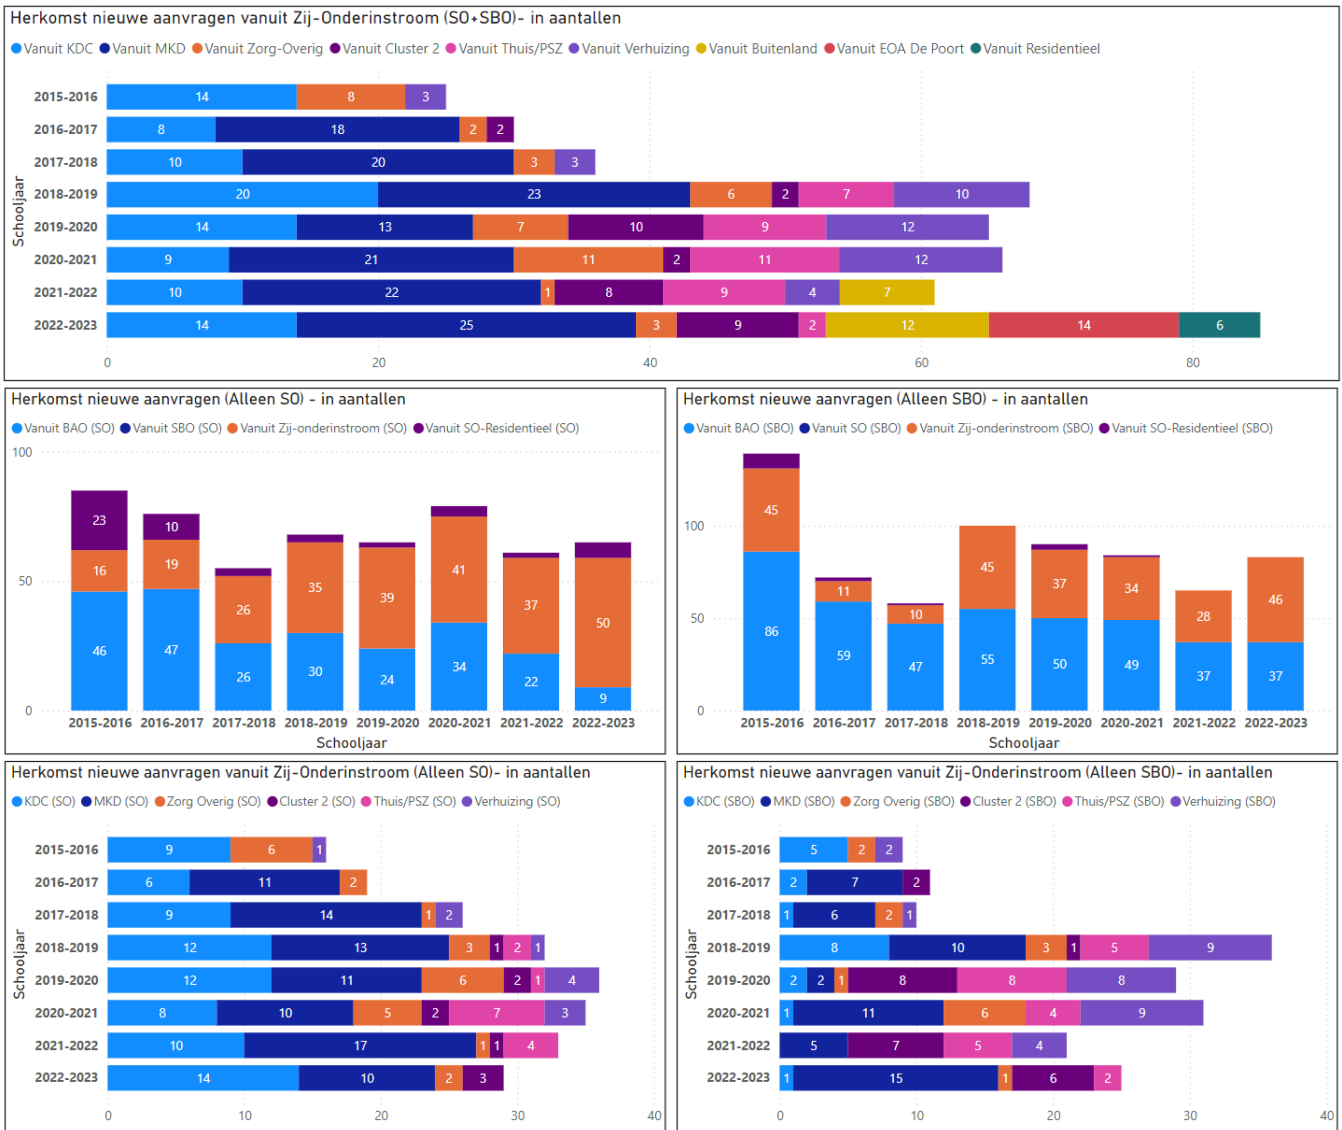 Herkomst nieuwe aanvragen vanuit Zij-Onderinstroom (SO+SBO)- in aantallen
Vanuit KDC Vanuit MKD Vanuit Zorg-Overig Vanuit Cluster 2 Vanuit Thuis/PSZ Vanuit Verhuizing Vanuit Buitenland Vanuit EOA De Poort Vanuit Residentieel
Schooljaar
2015-2016 14 8 3
2016-2017 8 18 2 2
2017-2018 10 20 3 3
2018-2019 20 23 6 2 7 10
2019-2020 14 13 7 10 9 12
2020-2021 9 21 11 2 11 12
2021-2022 10 22 1 8 9 4 7
2022-2023 14 25 3 9 2 12 14 6
0 20 40 60 80
Herkomst nieuwe aanvragen (Alleen SO) - in aantallen
Vanuit BAO (SO) Vanuit SBO (SO) Vanuit Zij-onderinstroom (SO) Vanuit SO-Residentieel (SO)
100
23 10
16 19 26 35 39 41 37 50
50
46 47 26 30 24 34 22 9
0
2015-2016 2016-2017 2017-2018 2018-2019 2019-2020 2020-2021 2021-2022 2022-2023
Schooljaar
Herkomst nieuwe aanvragen (Alleen SBO) - in aantallen
Vanuit BAO (SBO) Vanuit SO (SBO) Vanuit Zij-onderinstroom (SBO) Vanuit SO-Residentieel (SBO)
100
45 11 10 45 37 34 28 46
50
86 59 47 55 50 49 37 37
0
2015-2016 2016-2017 2017-2018 2018-2019 2019-2020 2020-2021 2021-2022 2022-2023
Schooljaar
Herkomst nieuwe aanvragen vanuit Zij-Onderinstroom (Alleen SO)- in aantallen
KDC (SO) MKD (SO) Zorg Overig (SO) Cluster 2 (SO) Thuis/PSZ (SO) Verhuizing (SO)
Schooljaar
2015-2016 9 6 1
2016-2017 6 11 2
2017-2018 9 14 1 2
2018-2019 12 13 3 1 2 1
2019-2020 12 11 6 2 1 4
2020-2021 8 10 5 2 7 3
2021-2022 10 17 1 1 4
2022-2023 14 10 2 3
0 10 20 30 40
Herkomst nieuwe aanvragen vanuit Zij-Onderinstroom (Alleen SBO)- in aantallen
KDC (SBO) MKD (SBO) Zorg Overig (SBO) Cluster 2 (SBO) Thuis/PSZ (SBO) Verhuizing (SBO)
Schooljaar
2015-2016 5 2 2
2016-2017 2 7 2
2017-2018 1 6 2 1
2018-2019 8 10 3 1 5 9
2019-2020 2 2 1 8 8 8
2020-2021 1 11 6 4 9
2021-2022 5 7 5 4
2022-2023 1 15 1 6 2
0 10 20 30 40